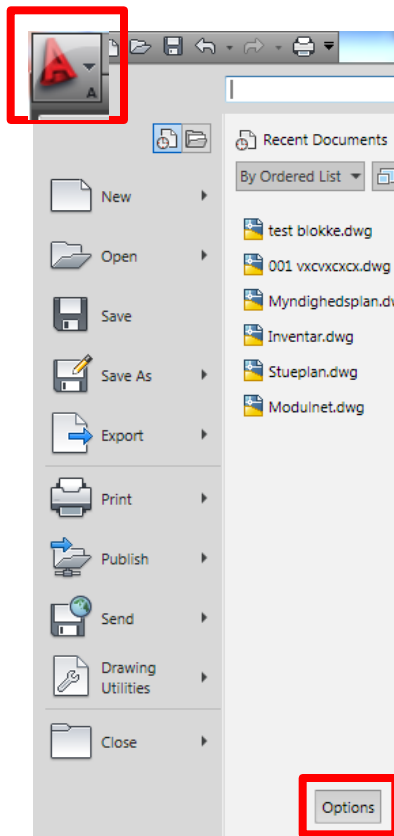 A
Recent Documents
By Ordered List
New
test blokke.dwg
Open
001 vxcvxcxcx.dwg
Myndighedsplan.dw
Save
Inventar.dwg
Save As
Stueplan.dwg
Modulnet.dwg
Export
Print
Publish
Send
Drawing
Utilities
Close
Options